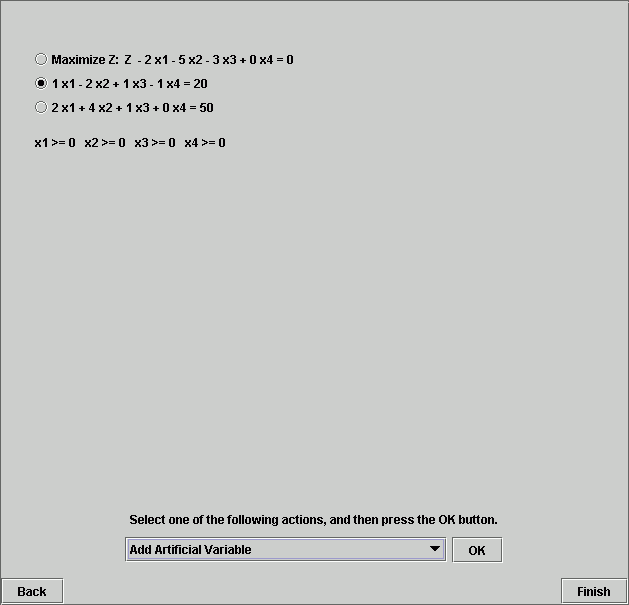 Maximize Z: Z - 2 x1 - 5 x2 - 3 x3 + 0 x4 = 0
1 x1 - 2 x2 + 1 x3 - 1 x4 = 20
2 x1 + 4 x2 + 1 x3 + 0 x4 = 50
x1 >= 0 x2 >= 0 x3 >= 0 x4 >= 0
Select one of the following actions, and then press the OK button.
Add Artificial Variable OK
Back Finish